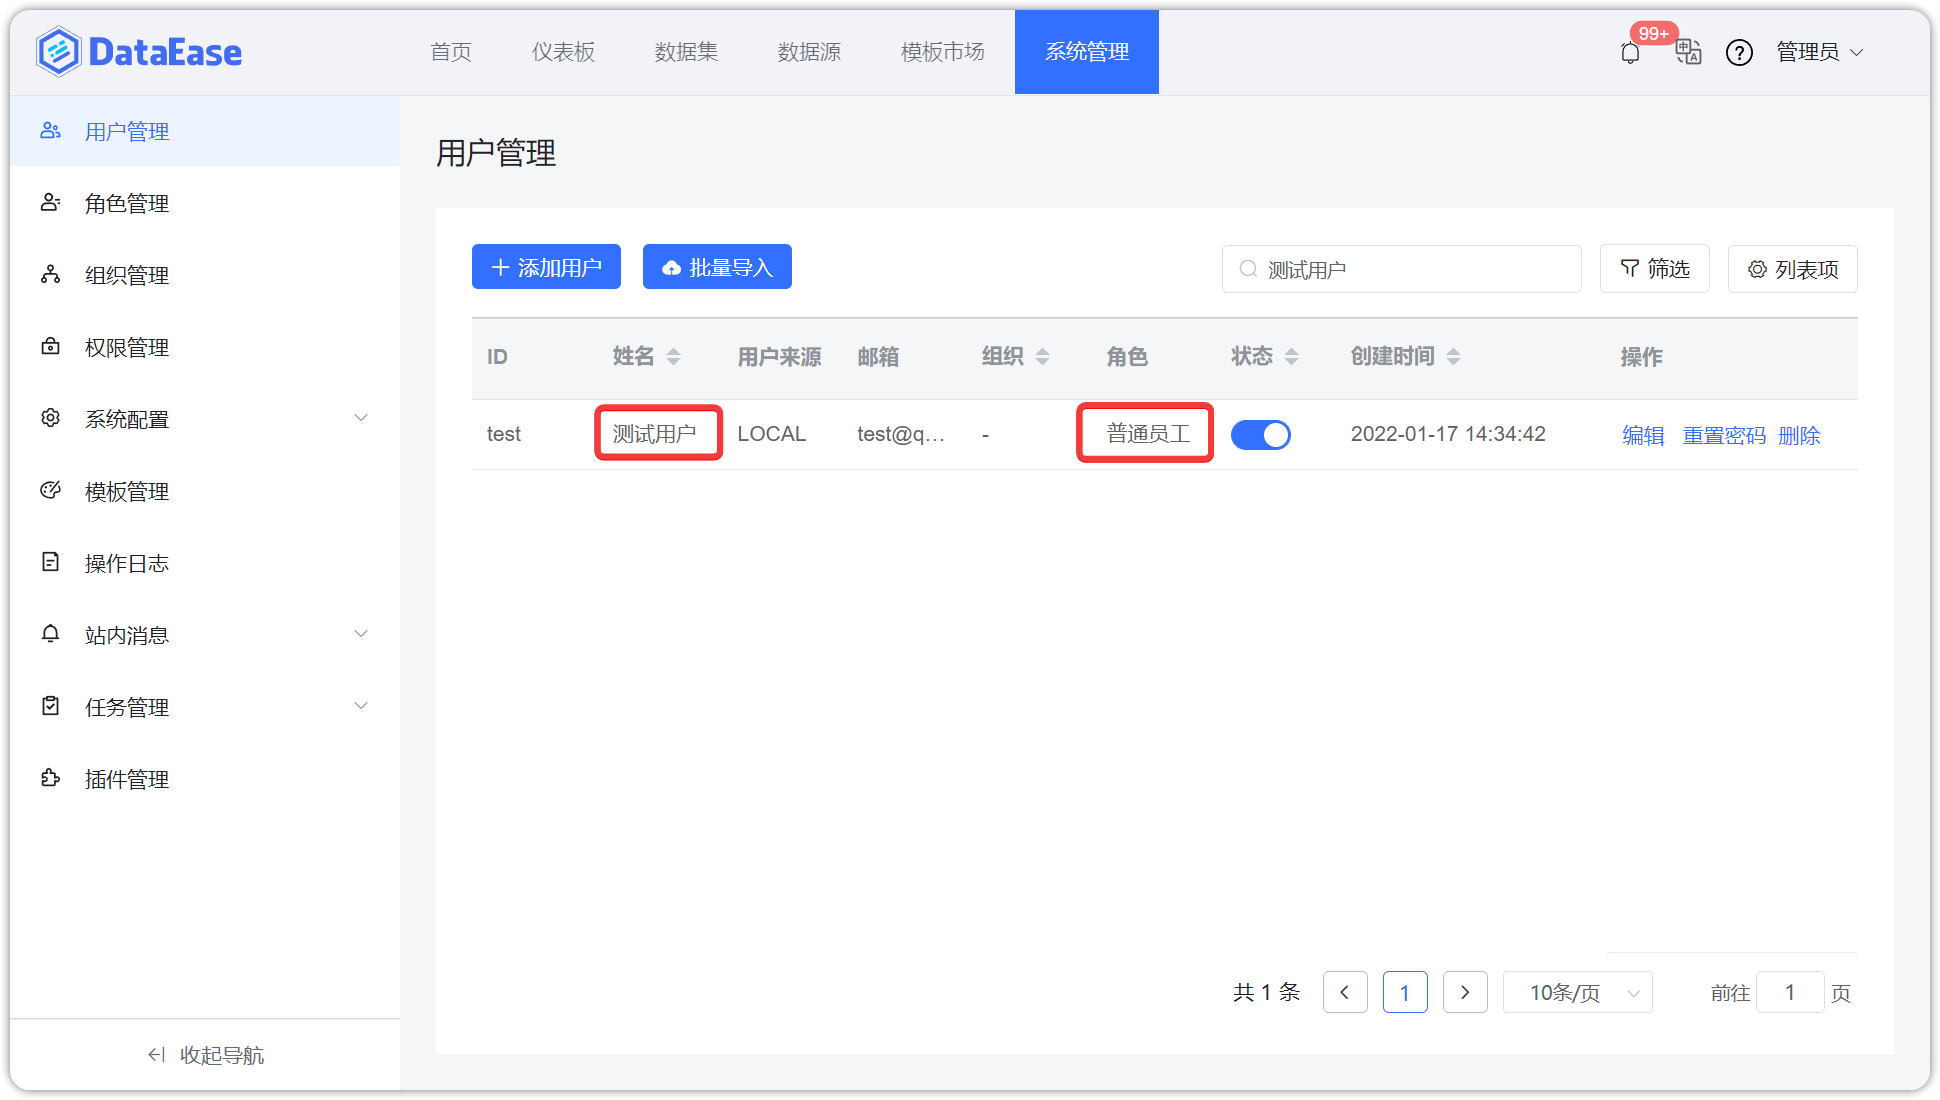 DataEase
首页 仪表板 数据集 数据源 模板市场 系统管理
99+
中 A
?
管理员
用户管理
角色管理
组织管理
权限管理
系统配置
模板管理
操作日志
站内消息
任务管理
插件管理
收起导航
用户管理
添加用户 批量导入 测试用户 筛选 列表项
ID 姓名 用户来源 邮箱 组织 角色 状态 创建时间 操作
test 测试用户 LOCAL test@q... - 普通员工 2022-01-17 14:34:42 编辑 重置密码 删除
共 1 条 1 10条/页 前往 1 页